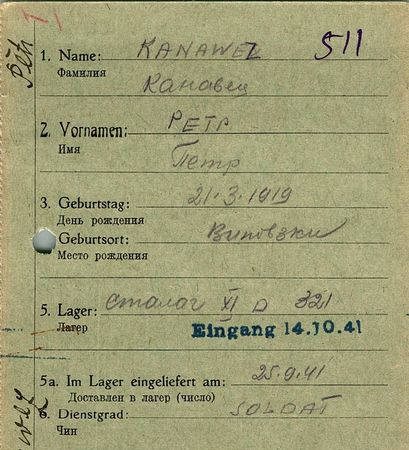 511
1. Name: KANAWEZ
Фамилия
Канавец
2. Vornamen: PETR
Имя
Петр
3. Geburtstag: 21.3.1919
День рождения
Geburtsort:
Место рождения
5. Lager: Сталаг XI D 321
Лагерь
Eingang 14.10.41
5a. Im Lager eingeliefert am: 25.9.41
Доставлен в лагерь (число)
6. Dienstgrad: SOLDAT
Чин